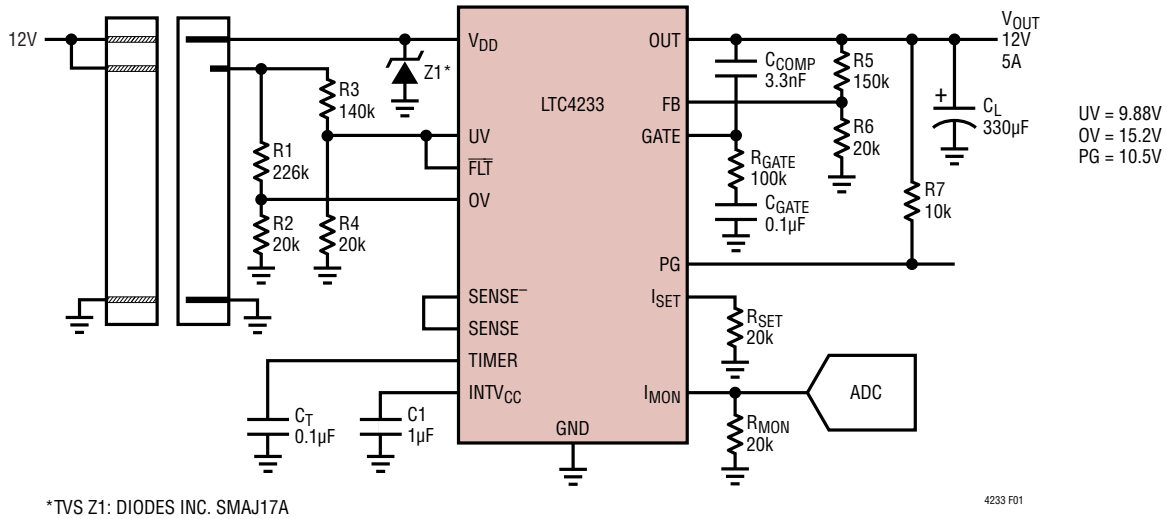 12V
Z1*
R3
140k
R1
226k
R2
20k
R4
20k
CT
0.1µF
C1
1µF
VDD
UV
FLT
OV
SENSE–
SENSE
TIMER
INTVCC
LTC4233
GND
OUT
FB
GATE
PG
ISET
IMON
CCOMP
3.3nF
R5
150k
R6
20k
RGATE
100k
CGATE
0.1µF
R7
10k
RSET
20k
RMON
20k
ADC
VOUT
12V
5A
+
CL
330µF
UV = 9.88V
OV = 15.2V
PG = 10.5V
*TVS Z1: DIODES INC. SMAJ17A
4233 F01